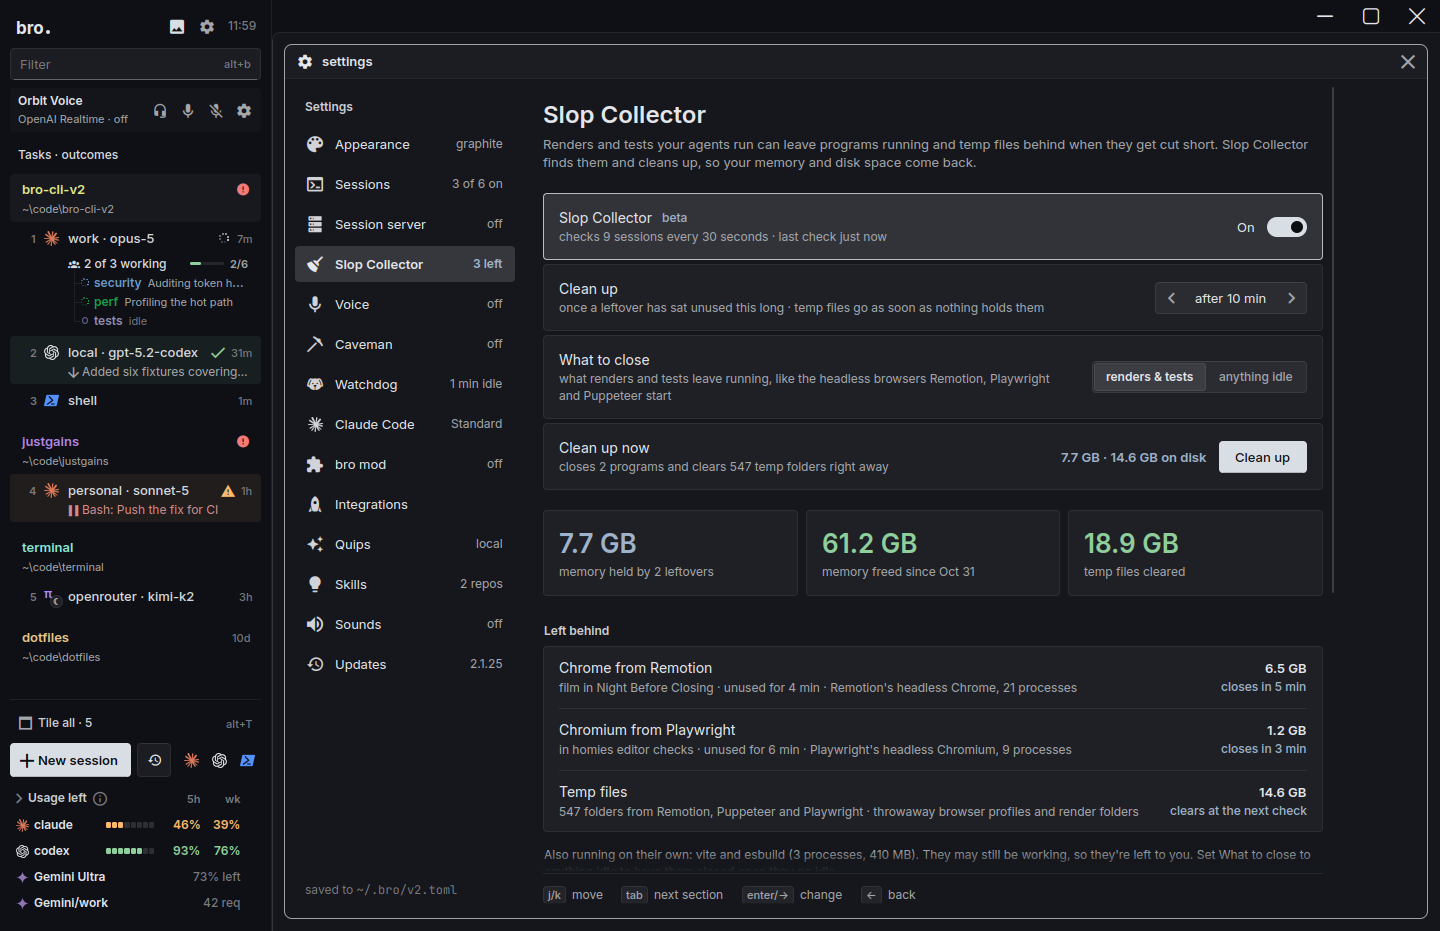 bro.
11:59
Filter
alt+b
Orbit Voice
OpenAI Realtime · off
Tasks · outcomes
bro-cli-v2
~\code\bro-cli-v2
1 work · opus-5 7m
2 of 3 working 2/6
security Auditing token h...
perf Profiling the hot path
tests idle
2 local · gpt-5.2-codex 31m
Added six fixtures covering...
3 shell 1m
justgains
~\code\justgains
4 personal · sonnet-5 1h
Bash: Push the fix for CI
terminal
~\code\terminal
5 openrouter · kimi-k2 3h
dotfiles 10d
~\code\dotfiles
Tile all · 5 alt+T
New session
Usage left 5h wk
claude 46% 39%
codex 93% 76%
Gemini Ultra 73% left
Gemini/work 42 req
settings
Settings
Appearance graphite
Sessions 3 of 6 on
Session server off
Slop Collector 3 left
Voice off
Caveman off
Watchdog 1 min idle
Claude Code Standard
bro mod off
Integrations
Quips local
Skills 2 repos
Sounds off
Updates 2.1.25
saved to ~/.bro/v2.toml
Slop Collector
Renders and tests your agents run can leave programs running and temp files behind when they get cut short. Slop Collector
finds them and cleans up, so your memory and disk space come back.
Slop Collector beta
checks 9 sessions every 30 seconds · last check just now
On
Clean up
once a leftover has sat unused this long · temp files go as soon as nothing holds them
after 10 min
What to close
what renders and tests leave running, like the headless browsers Remotion, Playwright
and Puppeteer start
renders & tests anything idle
Clean up now
closes 2 programs and clears 547 temp folders right away
7.7 GB · 14.6 GB on disk
Clean up
7.7 GB
memory held by 2 leftovers
61.2 GB
memory freed since Oct 31
18.9 GB
temp files cleared
Left behind
Chrome from Remotion 6.5 GB
film in Night Before Closing · unused for 4 min · Remotion's headless Chrome, 21 processes closes in 5 min
Chromium from Playwright 1.2 GB
in homies editor checks · unused for 6 min · Playwright's headless Chromium, 9 processes closes in 3 min
Temp files 14.6 GB
547 folders from Remotion, Puppeteer and Playwright · throwaway browser profiles and render folders clears at the next check
Also running on their own: vite and esbuild (3 processes, 410 MB). They may still be working, so they're left to you. Set What to close to
j/k move tab next section enter/→ change ← back